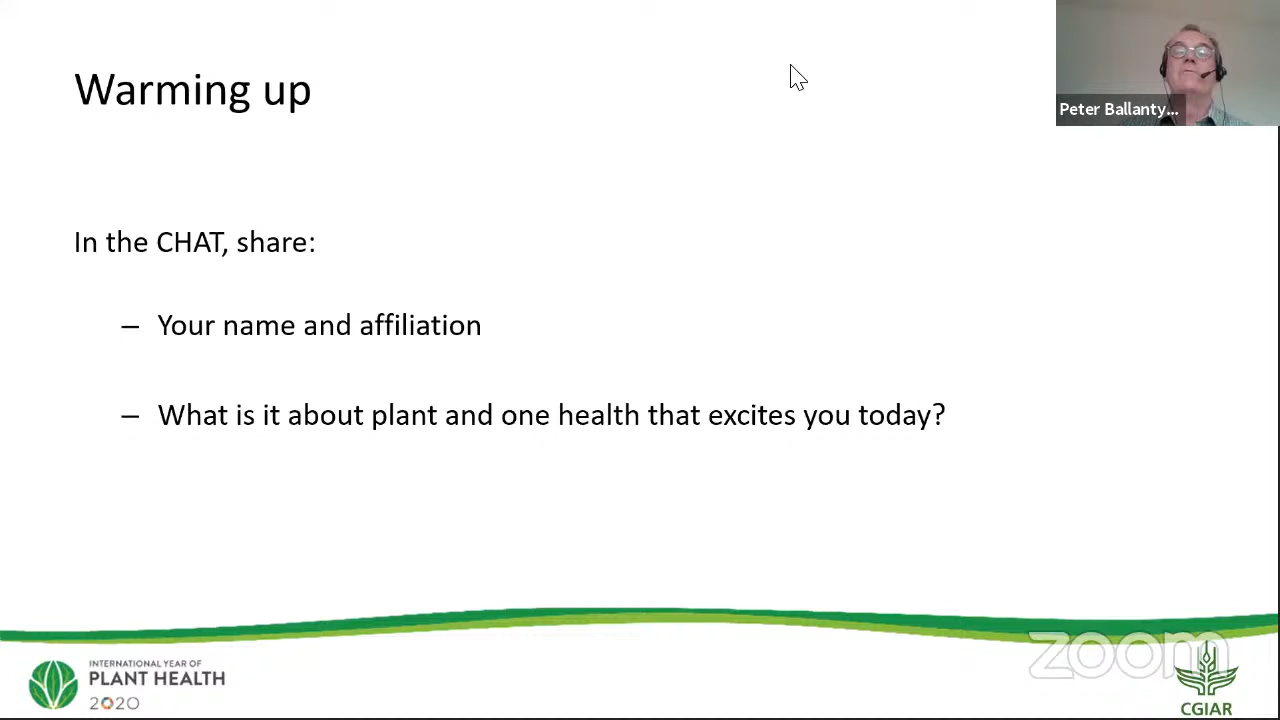 Warming up
Peter Ballanty...
In the CHAT, share:
– Your name and affiliation
– What is it about plant and one health that excites you today?
zoom
INTERNATIONAL YEAR OF
PLANT HEALTH
2020
CGIAR